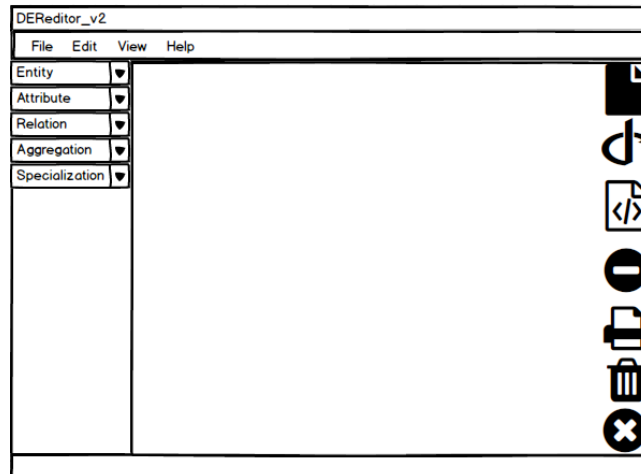 DEReditor_v2
File Edit View Help
Entity
Attribute
Relation
Aggregation
Specialization